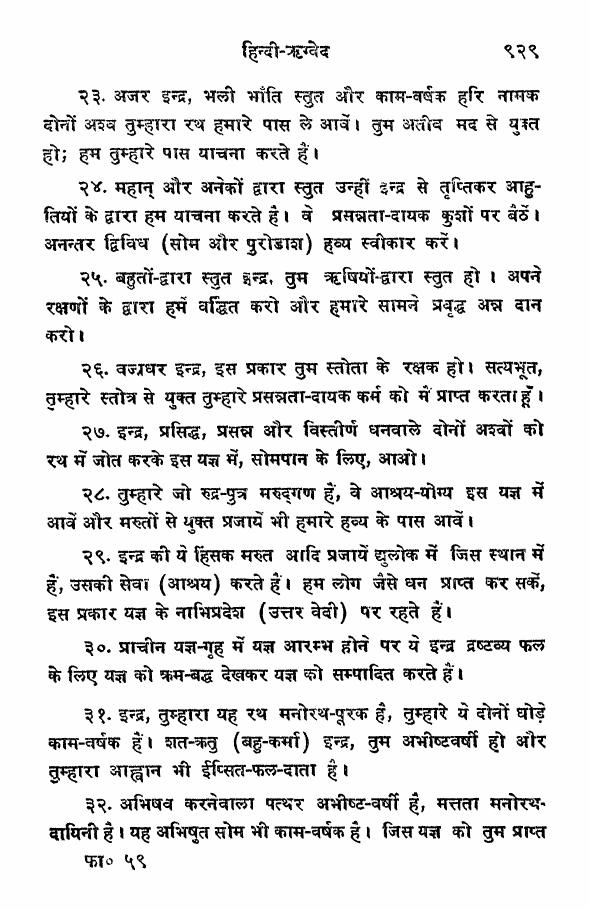 हिन्दी-ऋग्वेद ९२९
२३. अजर इन्द्र, भली भाँति स्तुत और काम-वर्षक हरि नामक
दोनों अश्व तुम्हारा रथ हमारे पास ले आवें। तुम अतीव मद से युक्त
हो; हम तुम्हारे पास याचना करते हैं।
२४. महान् और अनेकों द्वारा स्तुत उन्हीं इन्द्र से तृप्तिकर आहु-
तियों के द्वारा हम याचना करते है। वे प्रसन्नता-दायक कुशों पर बैठें।
अनन्तर द्विविध (सोम और पुरोडाश) हव्य स्वीकार करें।
२५. बहुतों-द्वारा स्तुत इन्द्र, तुम ऋषियों-द्वारा स्तुत हो। अपने
रक्षणों के द्वारा हमें वर्द्धित करो और हमारे सामने प्रवृद्ध अन्न दान
करो।
२६. वज्रधर इन्द्र, इस प्रकार तुम स्तोता के रक्षक हो। सत्यभूत,
तुम्हारे स्तोत्र से युक्त तुम्हारे प्रसन्नता-दायक कर्म को में प्राप्त करता हूँ।
२७. इन्द्र, प्रसिद्ध, प्रसन्न और विस्तीर्ण धनवाले दोनों अश्वों को
रथ में जोत करके इस यज्ञ में, सोमपान के लिए, आओ।
२८. तुम्हारे जो रुद्र-पुत्र मरुद्गण हैं, वे आश्रय-योग्य इस यज्ञ में
आवें और मरुतों से युक्त प्रजायें भी हमारे हव्य के पास आवें।
२९. इन्द्र की ये हिंसक मरुत आदि प्रजायें द्युलोक में जिस स्थान में
हैं, उसकी सेवा (आश्रय) करते हैं। हम लोग जैसे धन प्राप्त कर सकें,
इस प्रकार यज्ञ के नाभिप्रदेश (उत्तर वेदी) पर रहते हैं।
३०. प्राचीन यज्ञ-गृह में यज्ञ आरम्भ होने पर ये इन्द्र द्रष्टव्य फल
के लिए यज्ञ को क्रम-बद्ध देखकर यज्ञ को सम्पादित करते हैं।
३१. इन्द्र, तुम्हारा यह रथ मनोरथ-पूरक है, तुम्हारे ये दोनों घोड़े
काम-वर्षक हैं। शत-क्रतु (बहु-कर्मा) इन्द्र, तुम अभीष्टवर्षी हो और
तुम्हारा आह्वान भी ईप्सित-फल-दाता है।
३२. अभिषव करनेवाला पत्थर अभीष्ट-वर्षी है, मत्तता मनोरथ-
दायिनी है। यह अभिषुत सोम भी काम-वर्षक है। जिस यज्ञ को तुम प्राप्त
फा० ५९